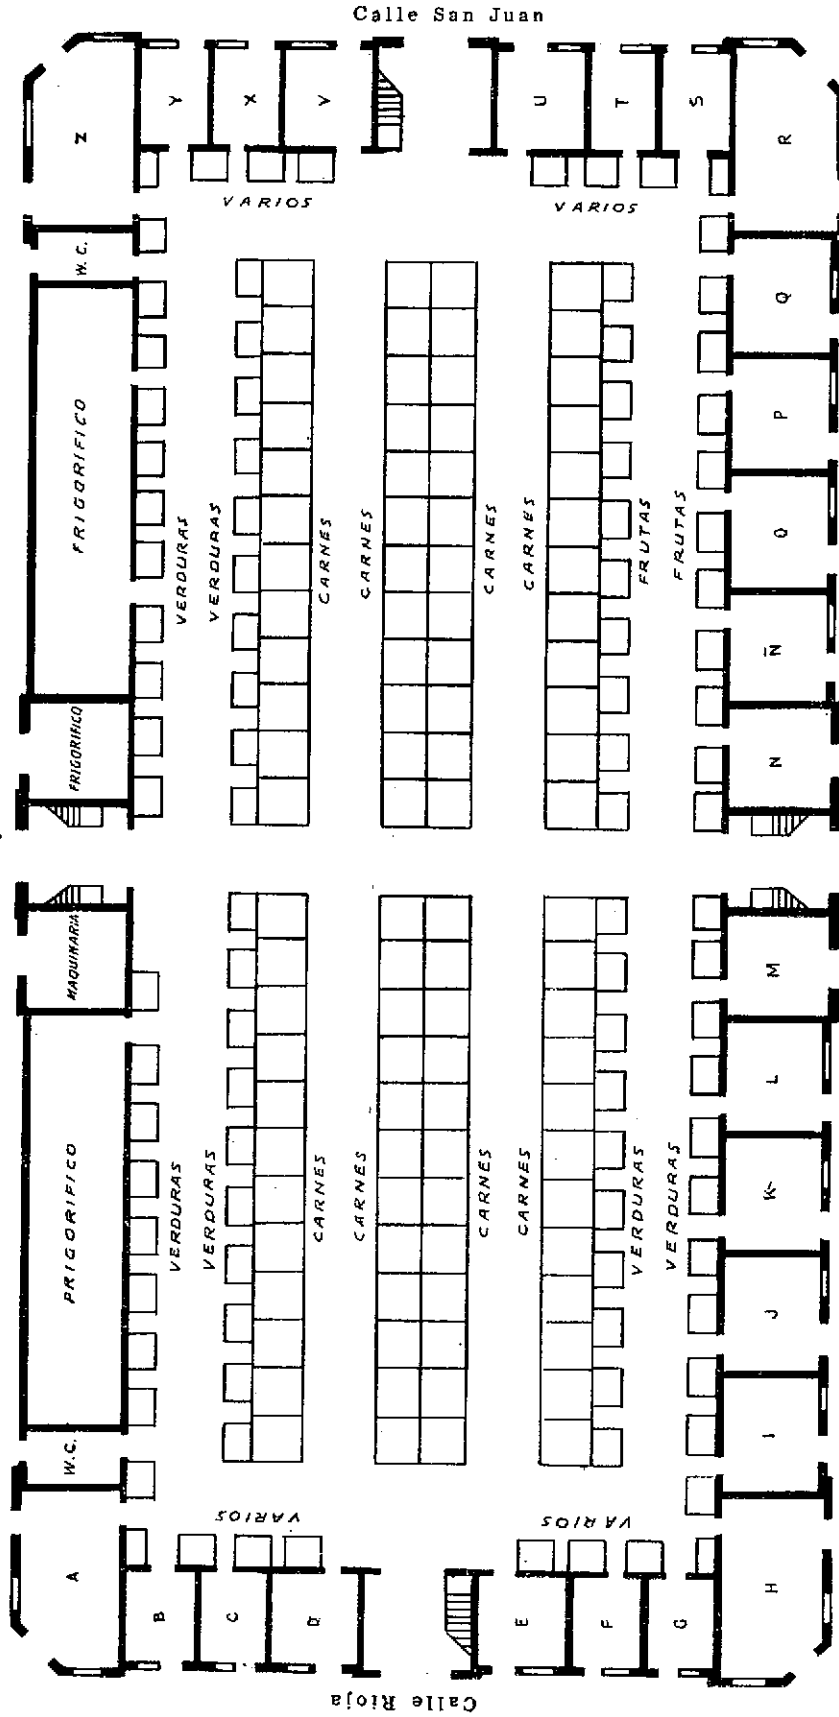 Calle San Juan
Z
Y
X
V
U
T
S
R
VARIOS
VARIOS
W.C.
Q
FRIGORIFICO
P
VERDURAS
VERDURAS
CARNES
CARNES
CARNES
CARNES
FRUTAS
FRUTAS
O
N̄
FRIGORIFICO
N
MAQUINARIA
M
L
PRIGORIFICO
K
VERDURAS
VERDURAS
CARNES
CARNES
CARNES
CARNES
VERDURAS
VERDURAS
J
W.C.
I
VARIOS
VARIOS
A
B
C
D
E
F
G
H
Calle Rioja